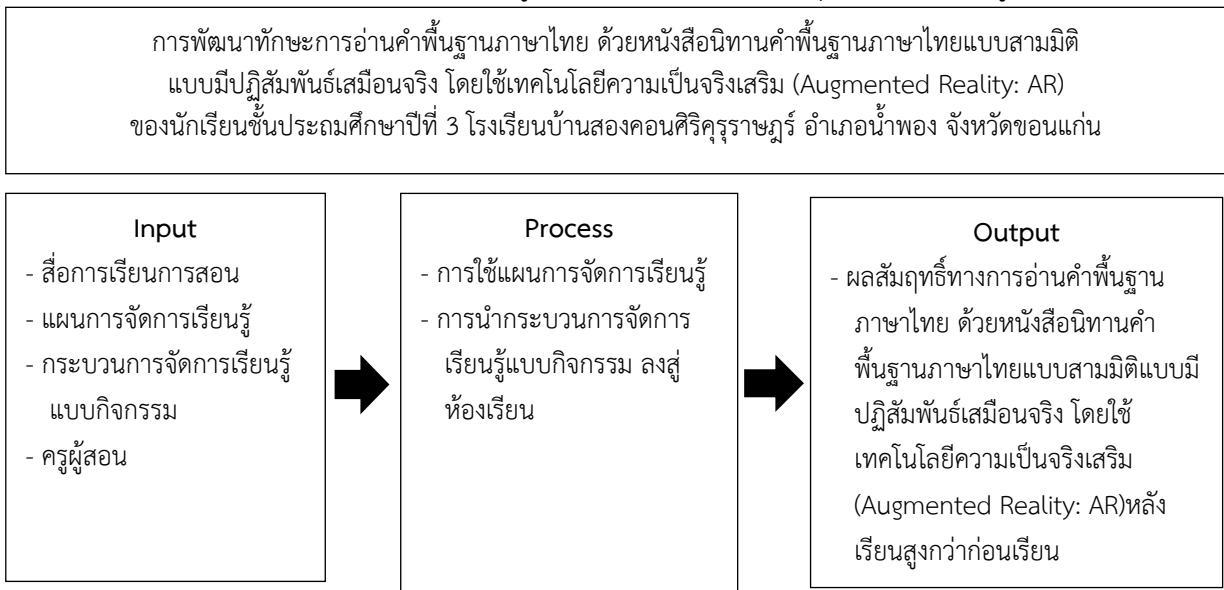 การพัฒนาทักษะการอ่านคำพื้นฐานภาษาไทย ด้วยหนังสือนิทานคำพื้นฐานภาษาไทยแบบสามมิติ
แบบมีปฏิสัมพันธ์เสมือนจริง โดยใช้เทคโนโลยีความเป็นจริงเสริม (Augmented Reality: AR)
ของนักเรียนชั้นประถมศึกษาปีที่ 3 โรงเรียนบ้านสองคอนศิริคุรุราษฎร์ อำเภอน้ำพอง จังหวัดขอนแก่น
Input
- สื่อการเรียนการสอน
- แผนการจัดการเรียนรู้
- กระบวนการจัดการเรียนรู้
แบบกิจกรรม
- ครูผู้สอน
Process
- การใช้แผนการจัดการเรียนรู้
- การนำกระบวนการจัดการ
เรียนรู้แบบกิจกรรม ลงสู่
ห้องเรียน
Output
- ผลสัมฤทธิ์ทางการอ่านคำพื้นฐาน
ภาษาไทย ด้วยหนังสือนิทานคำ
พื้นฐานภาษาไทยแบบสามมิติแบบมี
ปฏิสัมพันธ์เสมือนจริง โดยใช้
เทคโนโลยีความเป็นจริงเสริม
(Augmented Reality: AR)หลัง
เรียนสูงกว่าก่อนเรียน